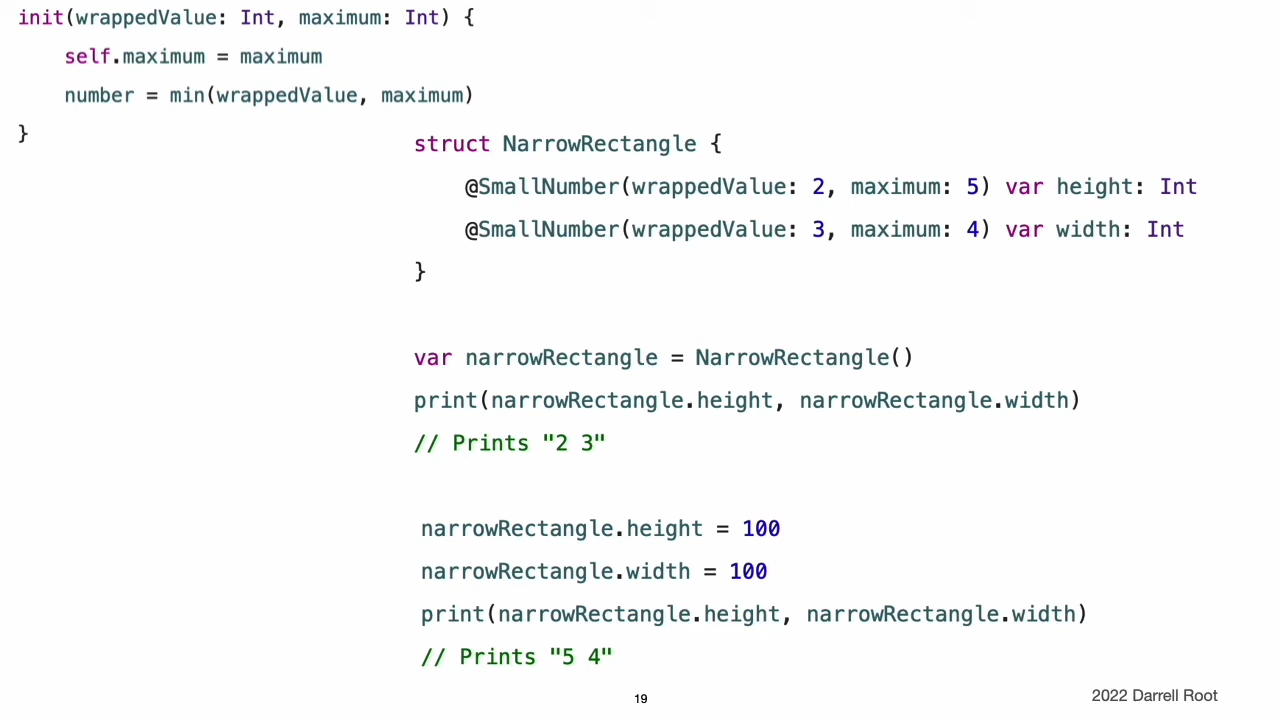 init(wrappedValue: Int, maximum: Int) {
self.maximum = maximum
number = min(wrappedValue, maximum)
}
struct NarrowRectangle {
@SmallNumber(wrappedValue: 2, maximum: 5) var height: Int
@SmallNumber(wrappedValue: 3, maximum: 4) var width: Int
}
var narrowRectangle = NarrowRectangle()
print(narrowRectangle.height, narrowRectangle.width)
// Prints "2 3"
narrowRectangle.height = 100
narrowRectangle.width = 100
print(narrowRectangle.height, narrowRectangle.width)
// Prints "5 4"
19
2022 Darrell Root